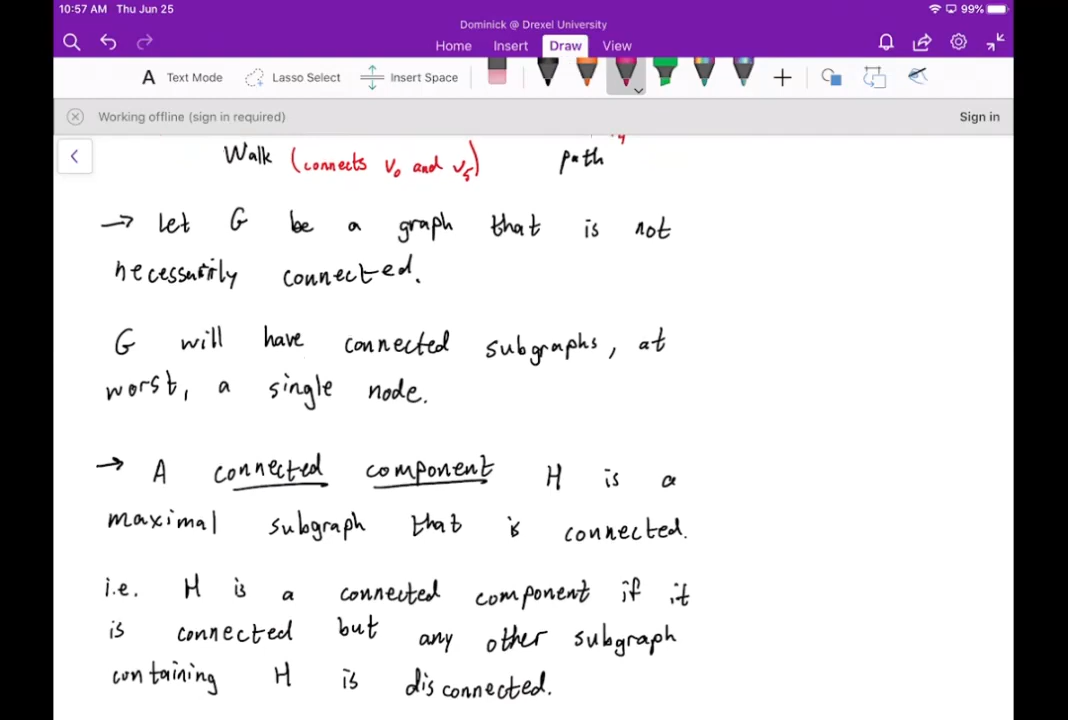 10:57 AM Thu Jun 25
99%
Dominick @ Drexel University
Home Insert Draw View
Text Mode Lasso Select Insert Space
Working offline (sign in required) Sign in
Walk (connects v0 and v5) path
→ Let G be a graph that is not
necessarily connected.
G will have connected subgraphs, at
worst, a single node.
→ A connected component H is a
maximal subgraph that is connected.
i.e. H is a connected component if it
is connected but any other subgraph
containing H is disconnected.